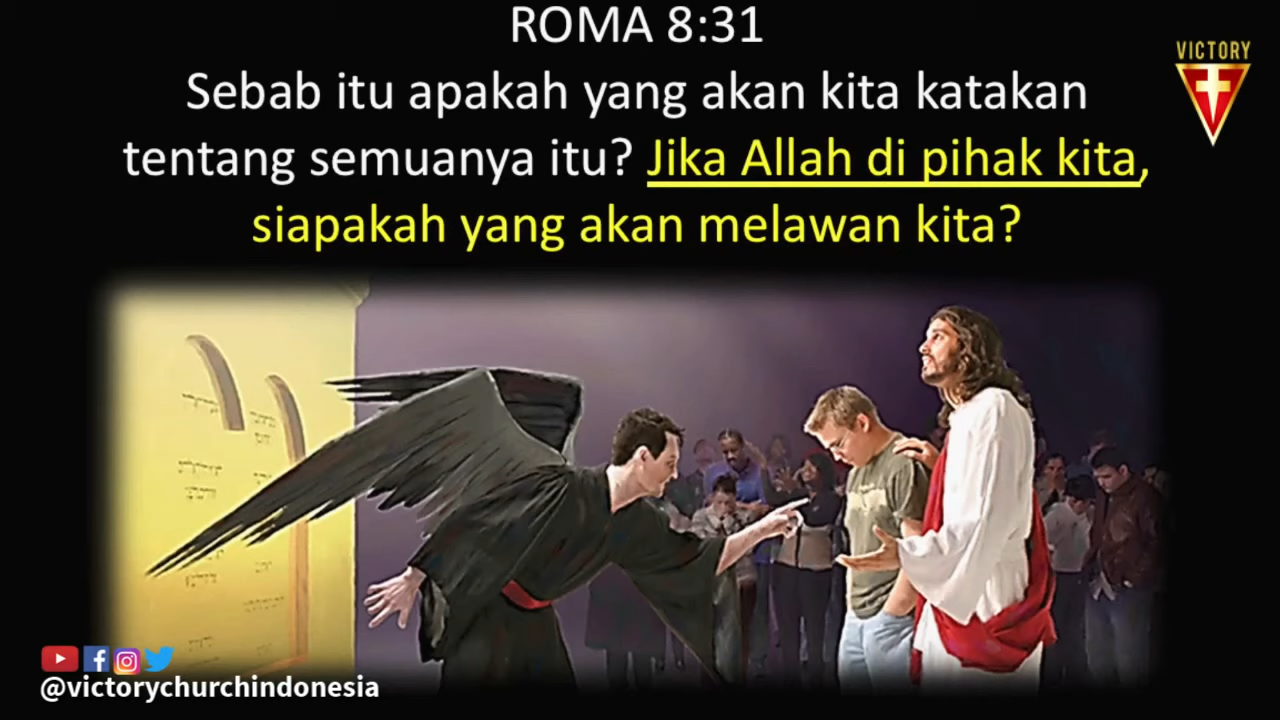 ROMA 8:31
VICTORY
Sebab itu apakah yang akan kita katakan
tentang semuanya itu? Jika Allah di pihak kita,
siapakah yang akan melawan kita?
@victorychurchindonesia